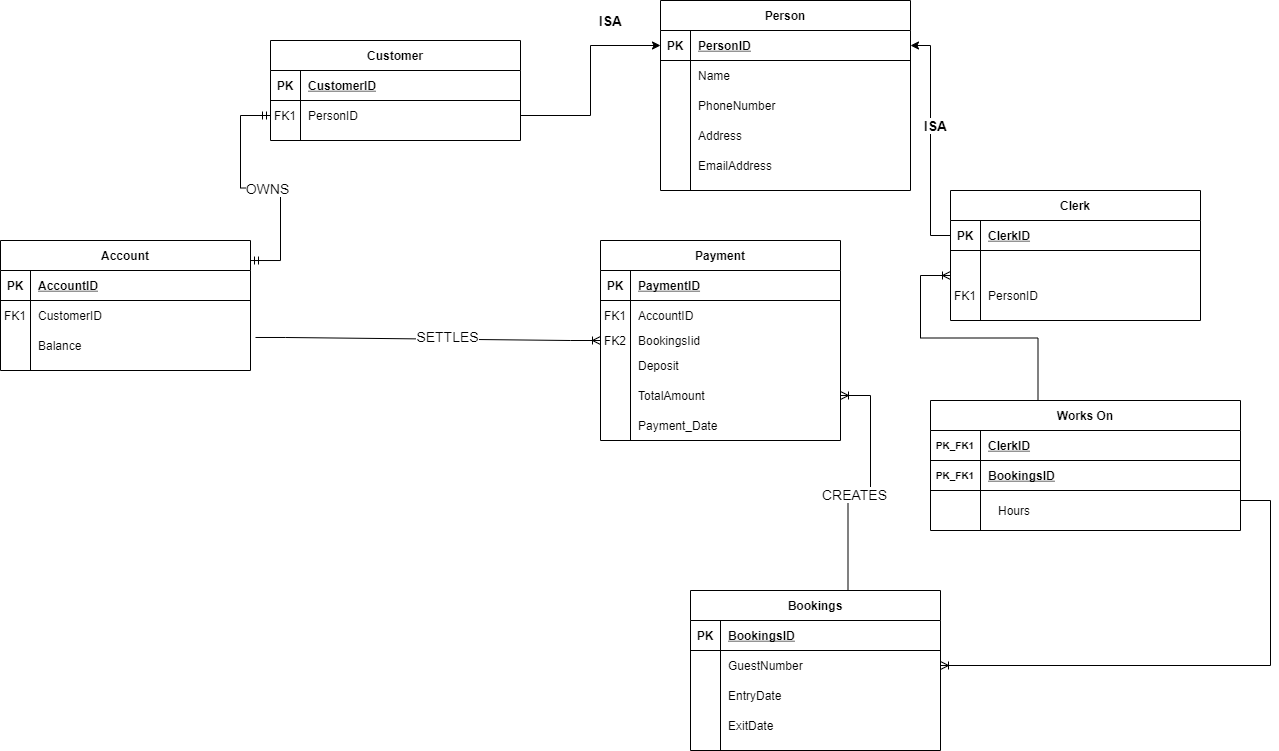 ISA
Person
PK PersonID
Name
PhoneNumber
Address
EmailAddress
Customer
PK CustomerID
FK1 PersonID
ISA
OWNS
Clerk
PK ClerkID
FK1 PersonID
Account
PK AccountID
FK1 CustomerID
Balance
SETTLES
Payment
PK PaymentID
FK1 AccountID
FK2 BookingsIid
Deposit
TotalAmount
Payment_Date
Works On
PK_FK1 ClerkID
PK_FK1 BookingsID
Hours
CREATES
Bookings
PK BookingsID
GuestNumber
EntryDate
ExitDate